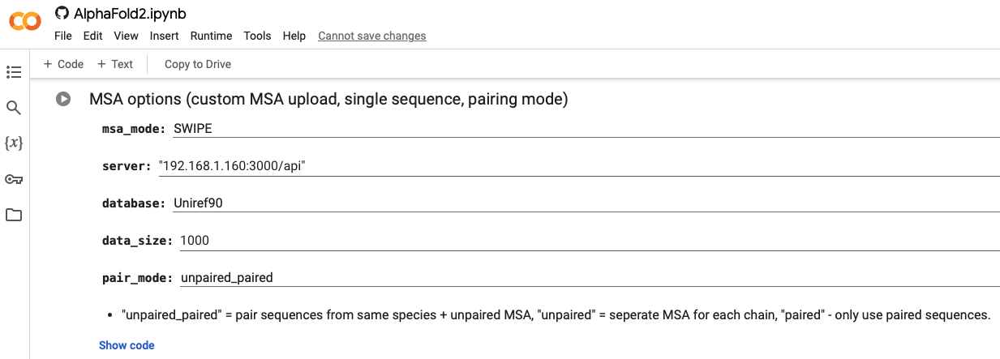 AlphaFold2.ipynb
File Edit View Insert Runtime Tools Help Cannot save changes
+ Code + Text Copy to Drive
MSA options (custom MSA upload, single sequence, pairing mode)
msa_mode: SWIPE
server: "192.168.1.160:3000/api"
database: Uniref90
data_size: 1000
pair_mode: unpaired_paired
• "unpaired_paired" = pair sequences from same species + unpaired MSA, "unpaired" = seperate MSA for each chain, "paired" - only use paired sequences.
Show code